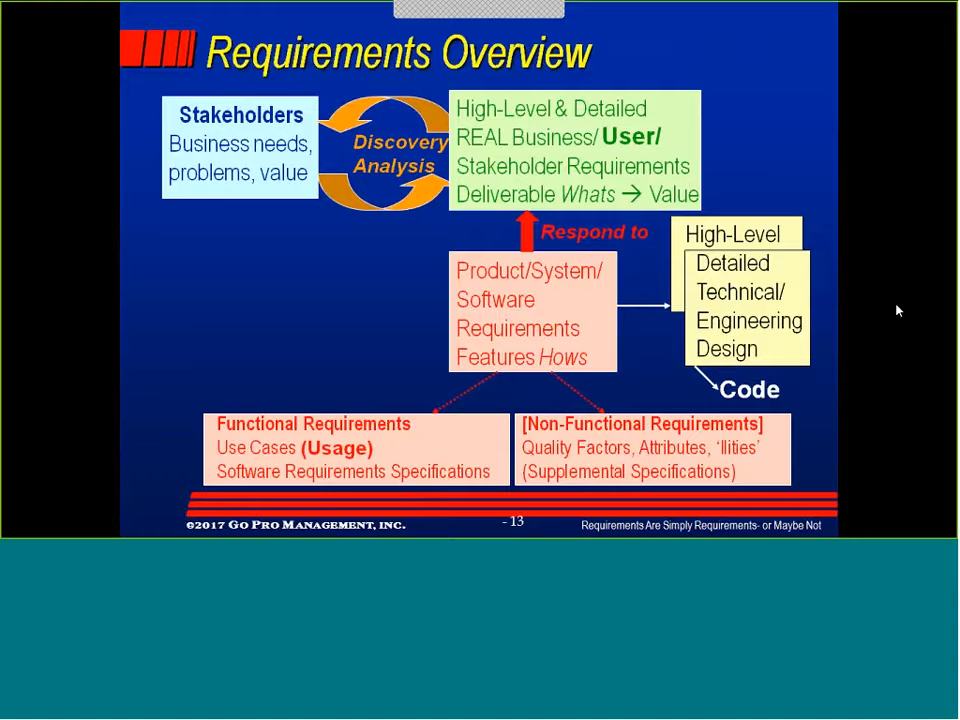 Requirements Overview
Stakeholders
Business needs,
problems, value
Discovery
Analysis
High-Level & Detailed
REAL Business/ User/
Stakeholder Requirements
Deliverable Whats → Value
Respond to
Product/System/
Software
Requirements
Features Hows
High-Level
Detailed
Technical/
Engineering
Design
Code
Functional Requirements
Use Cases (Usage)
Software Requirements Specifications
[Non-Functional Requirements]
Quality Factors, Attributes, ‘Ilities’
(Supplemental Specifications)
©2017 GO PRO MANAGEMENT, INC.
- 13
Requirements Are Simply Requirements- or Maybe Not